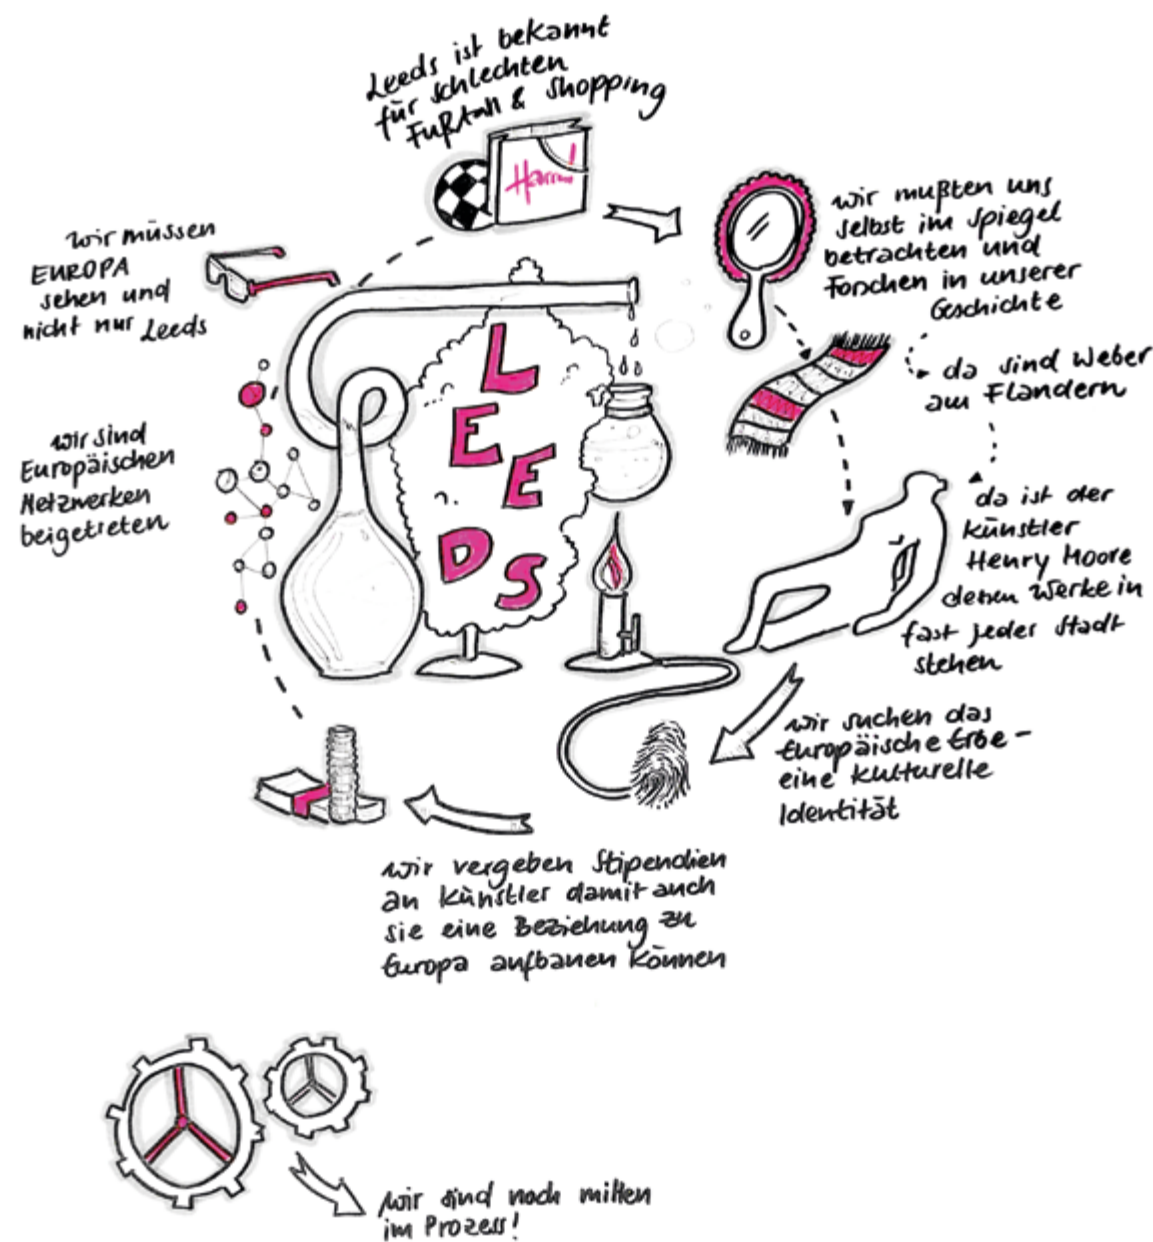 Leeds ist bekannt
für schlechten
Fußball & Shopping
wir müssen
EUROPA
sehen und
nicht nur Leeds
wir mußten uns
selbst im Spiegel
betrachten und
Forschen in unserer
Geschichte
da sind Weber
aus Flandern
LEEDS
wir sind
Europäischen
Netzwerken
beigetreten
da ist der
Künstler
Henry Moore
denen Werke in
fast jeder Stadt
stehen
wir suchen das
Europäische Erbe –
eine kulturelle
Identität
wir vergeben Stipendien
an Künstler damit auch
sie eine Beziehung zu
Europa aufbauen können
wir sind noch mitten
im Prozess!